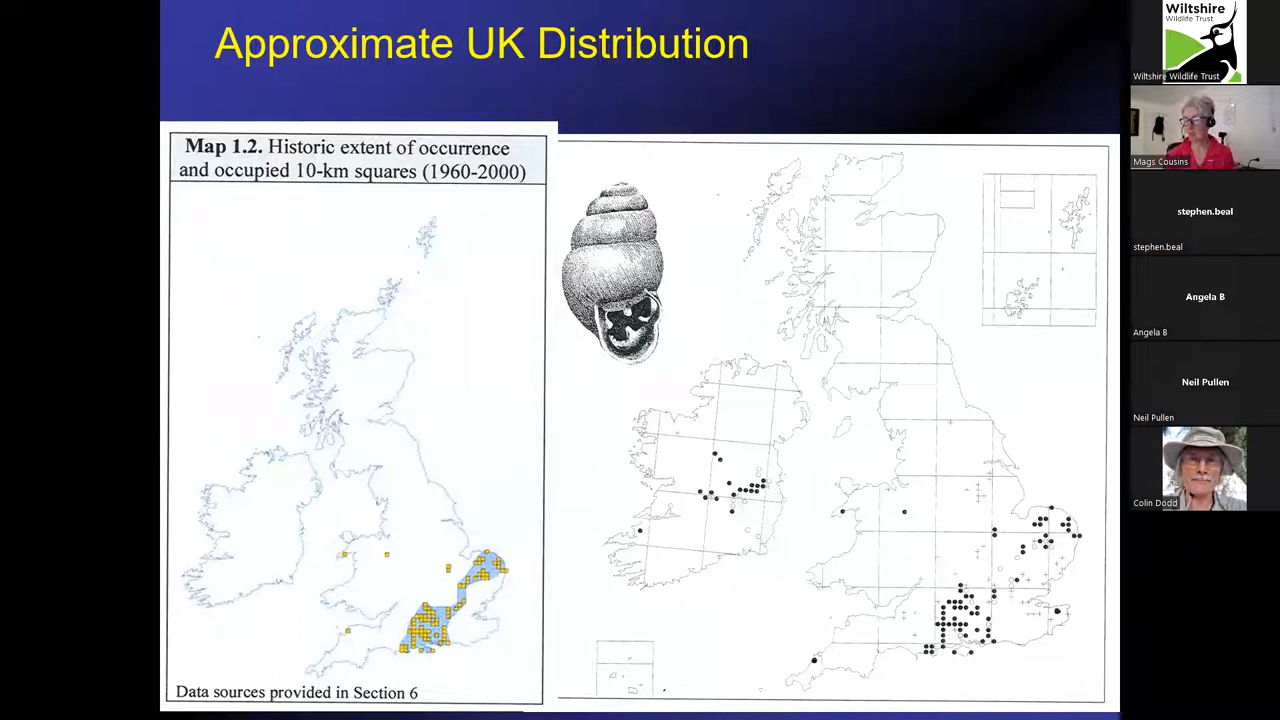 Approximate UK Distribution
Map 1.2. Historic extent of occurrence
and occupied 10-km squares (1960-2000)
Data sources provided in Section 6
Wiltshire
Wildlife Trust
Wiltshire Wildlife Trust
Mags Cousins
stephen.beal
stephen.beal
Angela B
Angela B
Neil Pullen
Neil Pullen
Colin Dodd